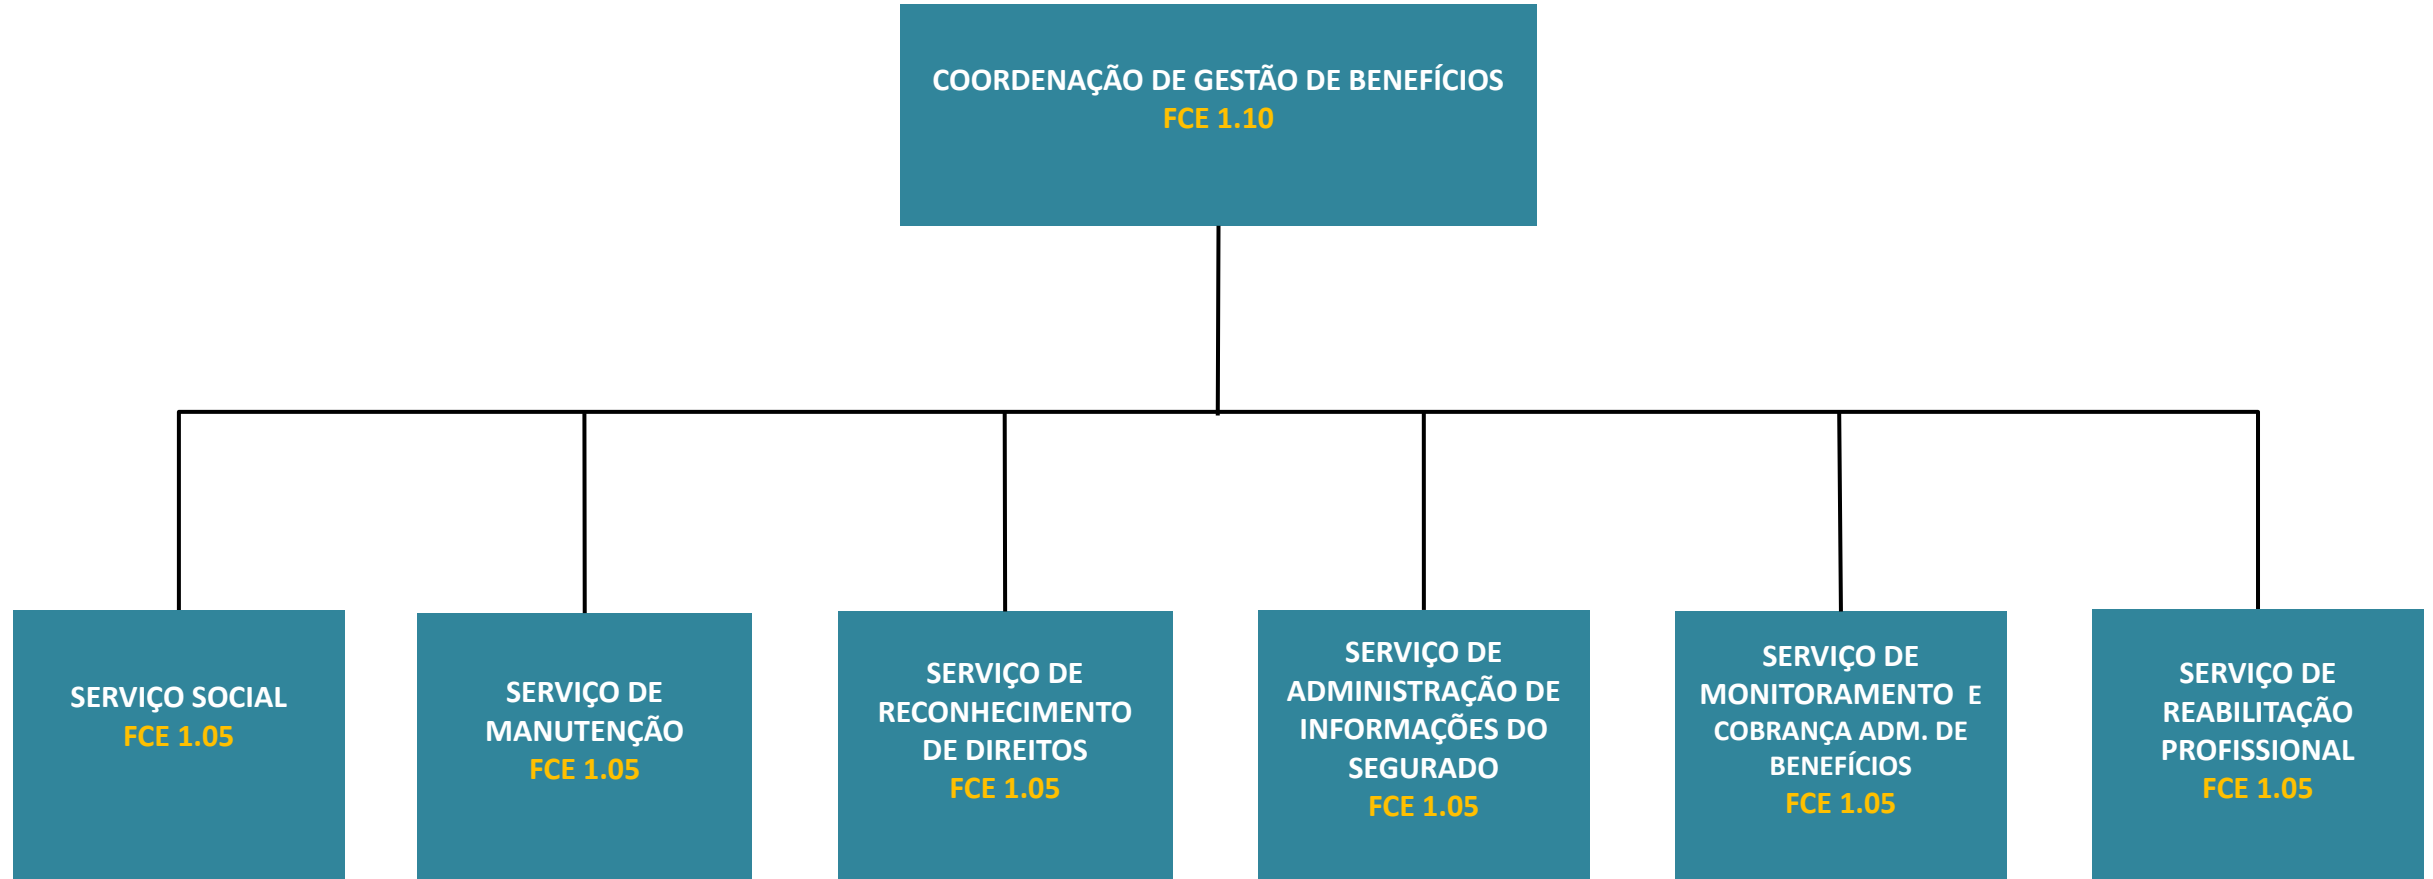 COORDENAÇÃO DE GESTÃO DE BENEFÍCIOS
FCE 1.10
SERVIÇO SOCIAL
FCE 1.05
SERVIÇO DE
MANUTENÇÃO
FCE 1.05
SERVIÇO DE
RECONHECIMENTO
DE DIREITOS
FCE 1.05
SERVIÇO DE
ADMINISTRAÇÃO DE
INFORMAÇÕES DO
SEGURADO
FCE 1.05
SERVIÇO DE
MONITORAMENTO E
COBRANÇA ADM. DE
BENEFÍCIOS
FCE 1.05
SERVIÇO DE
REABILITAÇÃO
PROFISSIONAL
FCE 1.05